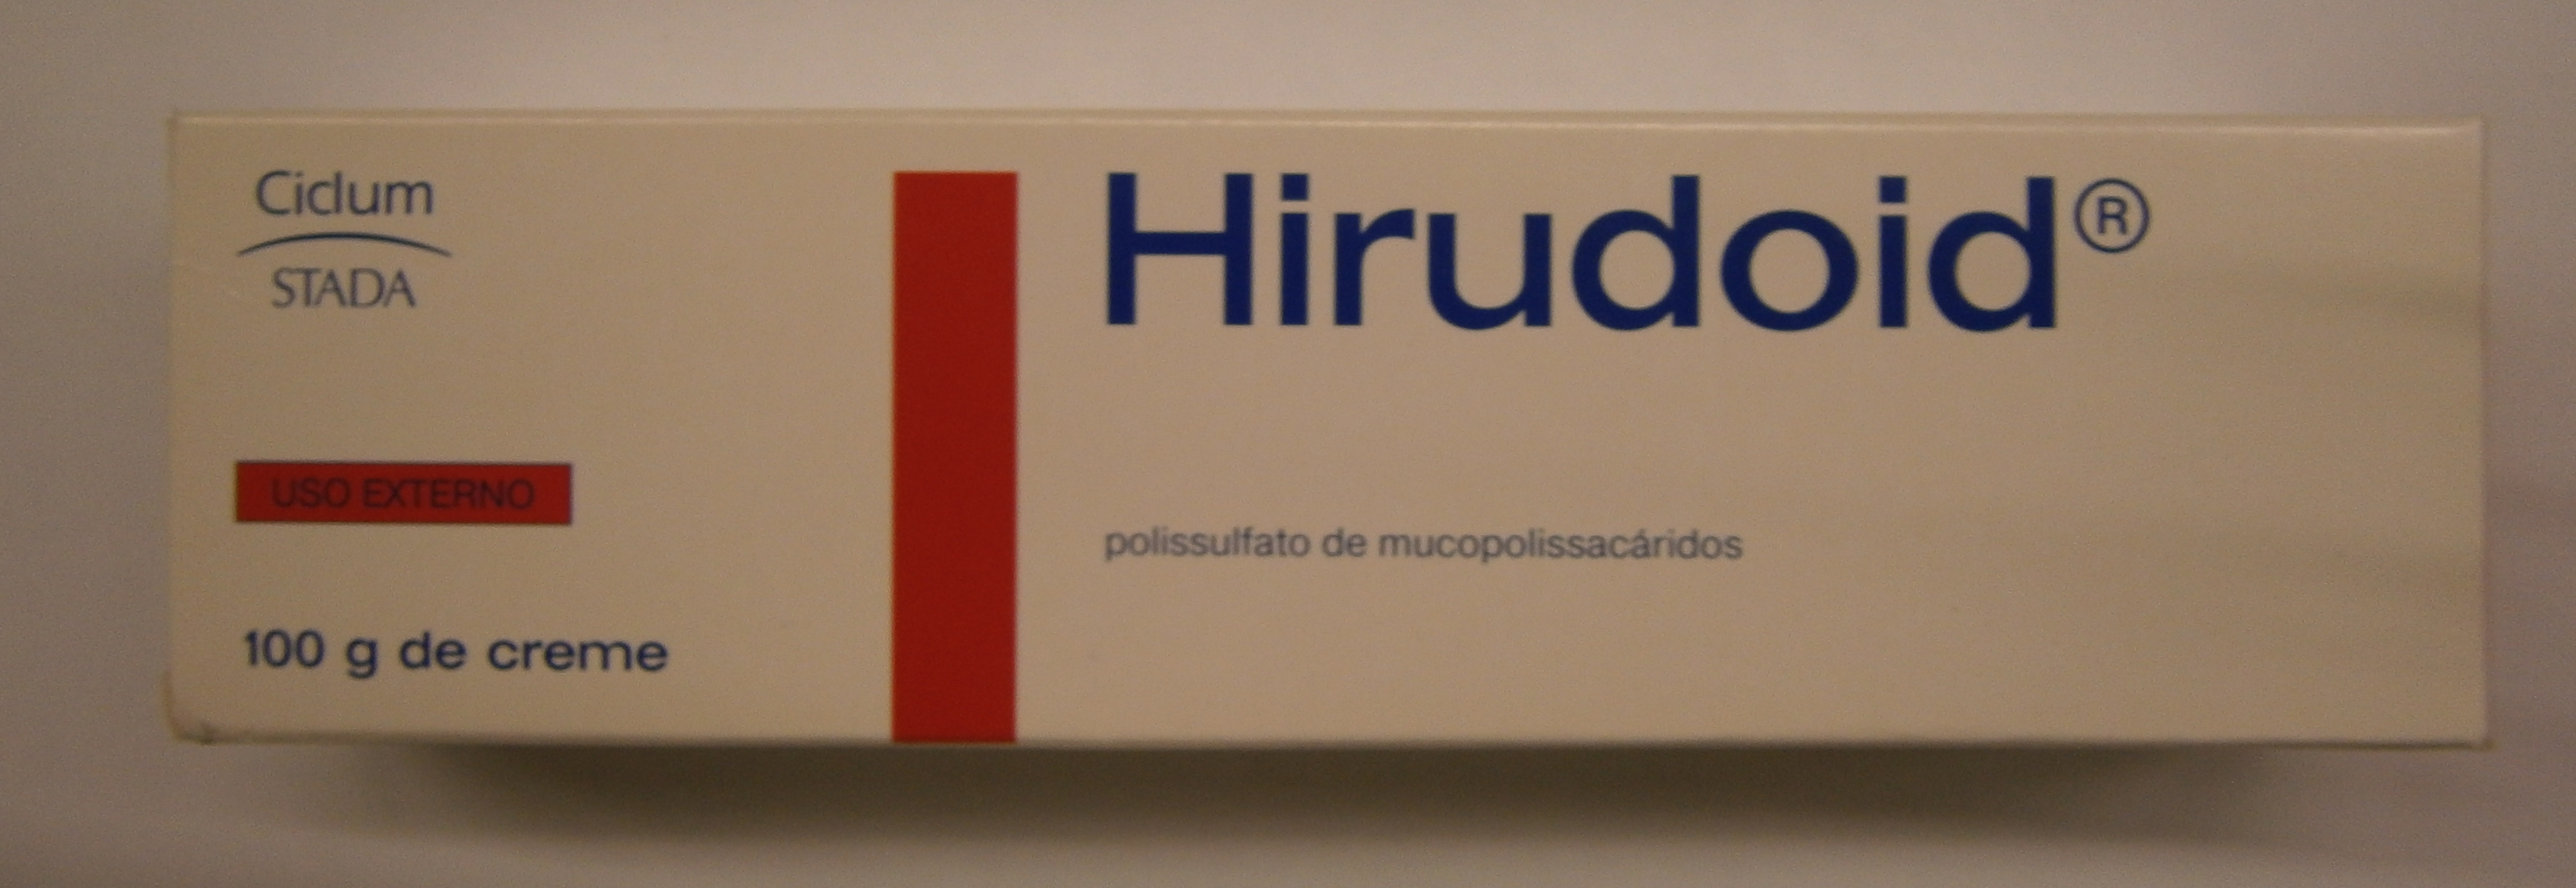 Ciclum
STADA
USO EXTERNO
100 g de creme
Hirudoid®
polissulfato de mucopolissacáridos